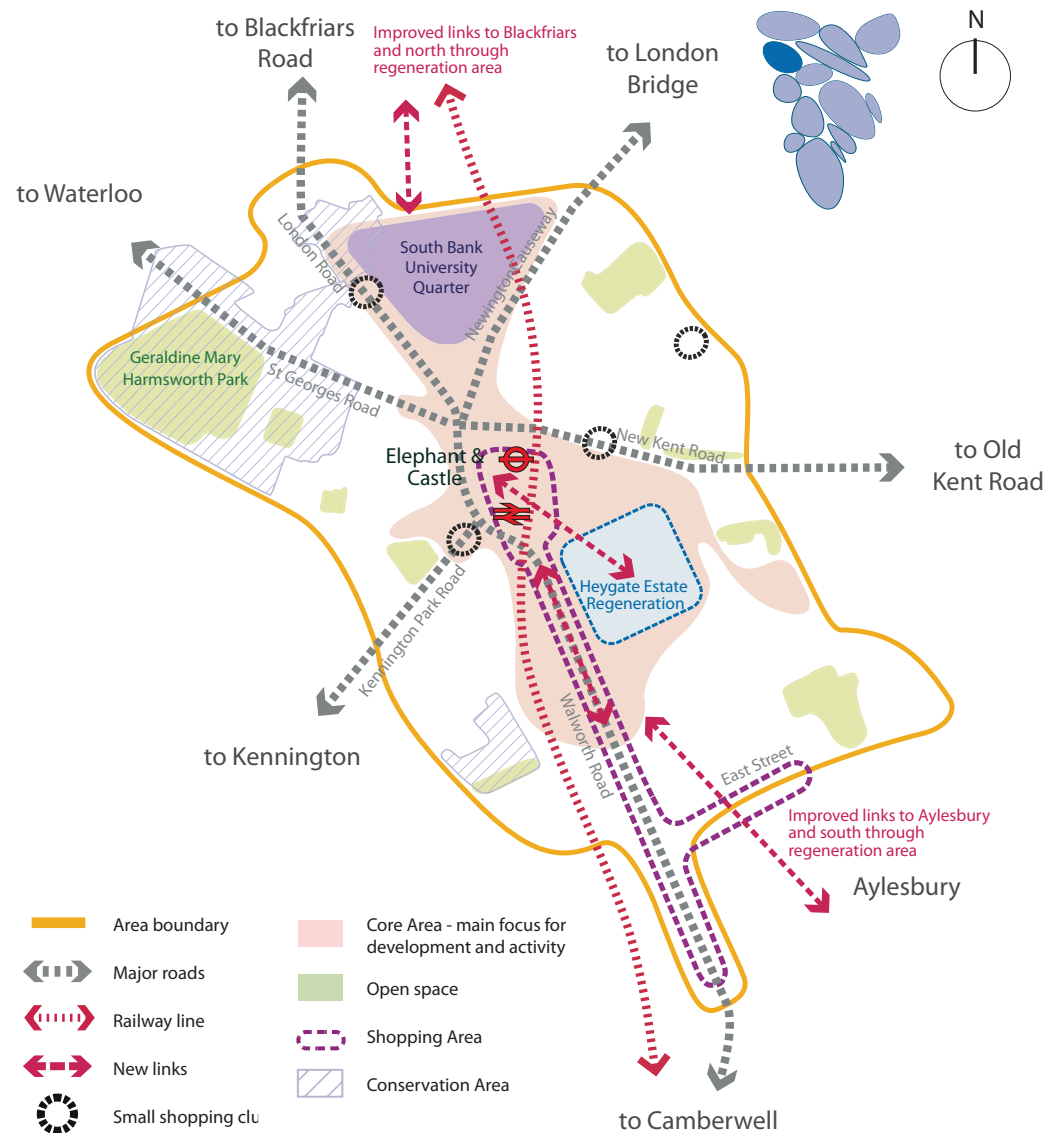 to Blackfriars
Road
Improved links to Blackfriars
and north through
regeneration area
to London
Bridge
N
to Waterloo
London Road
South Bank
University
Quarter
Newington Causeway
Geraldine Mary
Harmsworth Park
St Georges Road
Elephant &
Castle
New Kent Road
to Old
Kent Road
Heygate Estate
Regeneration
Kennington Park Road
to Kennington
Walworth Road
East Street
Improved links to Aylesbury
and south through
regeneration area
Aylesbury
to Camberwell
Area boundary
Major roads
Railway line
New links
Small shopping clu
Core Area - main focus for
development and activity
Open space
Shopping Area
Conservation Area